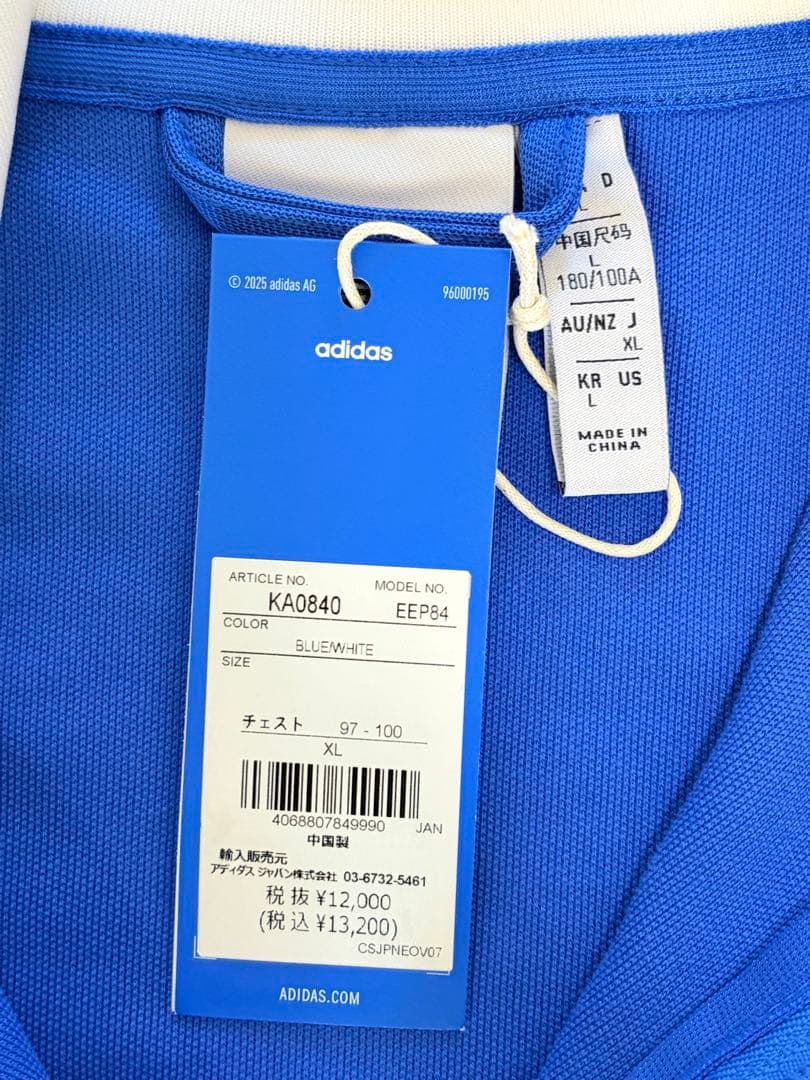 © 2025 adidas AG
96000195
adidas
ARTICLE NO. MODEL NO.
KA0840 EEP84
COLOR
BLUE/WHITE
SIZE
チェスト 97 - 100
XL
4068807849990 JAN
中国製
輸入販売元
アディダス ジャパン株式会社 03-6732-5461
税抜 ¥12,000
(税込 ¥13,200)
CSJPNEOV07
ADIDAS.COM
D
中国尺码
L
180/100A
AU/NZ J
XL
KR US
L
MADE IN
CHINA